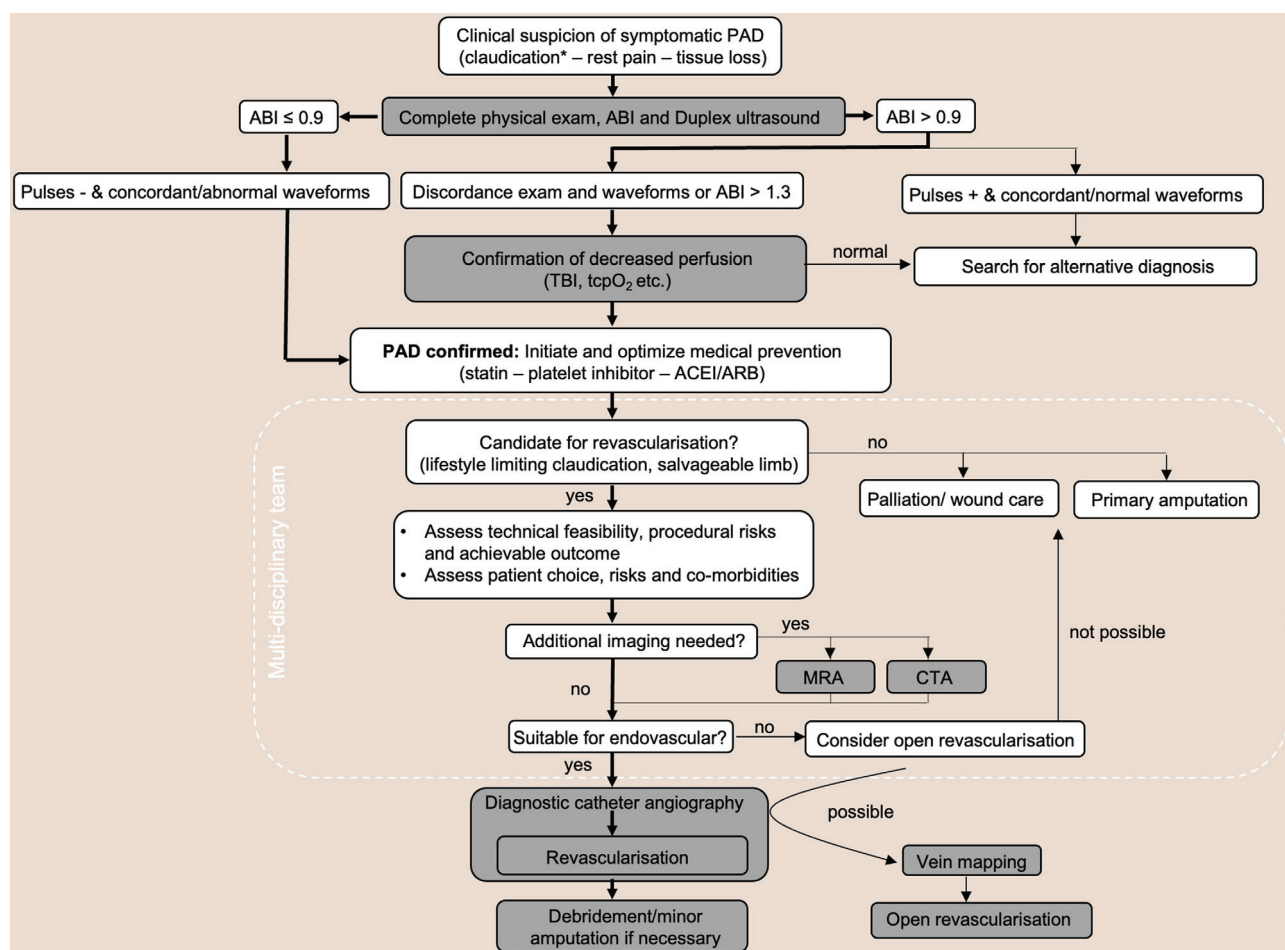 Clinical suspicion of symptomatic PAD
(claudication* – rest pain – tissue loss)
ABI ≤ 0.9
Complete physical exam, ABI and Duplex ultrasound
ABI > 0.9
Pulses - & concordant/abnormal waveforms
Discordance exam and waveforms or ABI > 1.3
Pulses + & concordant/normal waveforms
Confirmation of decreased perfusion
(TBI, tcpO₂ etc.)
normal
Search for alternative diagnosis
PAD confirmed: Initiate and optimize medical prevention
(statin – platelet inhibitor – ACEI/ARB)
Multi-disciplinary team
Candidate for revascularisation?
(lifestyle limiting claudication, salvageable limb)
no
Palliation/ wound care
Primary amputation
yes
• Assess technical feasibility, procedural risks
and achievable outcome
• Assess patient choice, risks and co-morbidities
Additional imaging needed?
yes
MRA
CTA
no
not possible
Suitable for endovascular?
no
Consider open revascularisation
yes
Diagnostic catheter angiography
possible
Revascularisation
Vein mapping
Debridement/minor
amputation if necessary
Open revascularisation